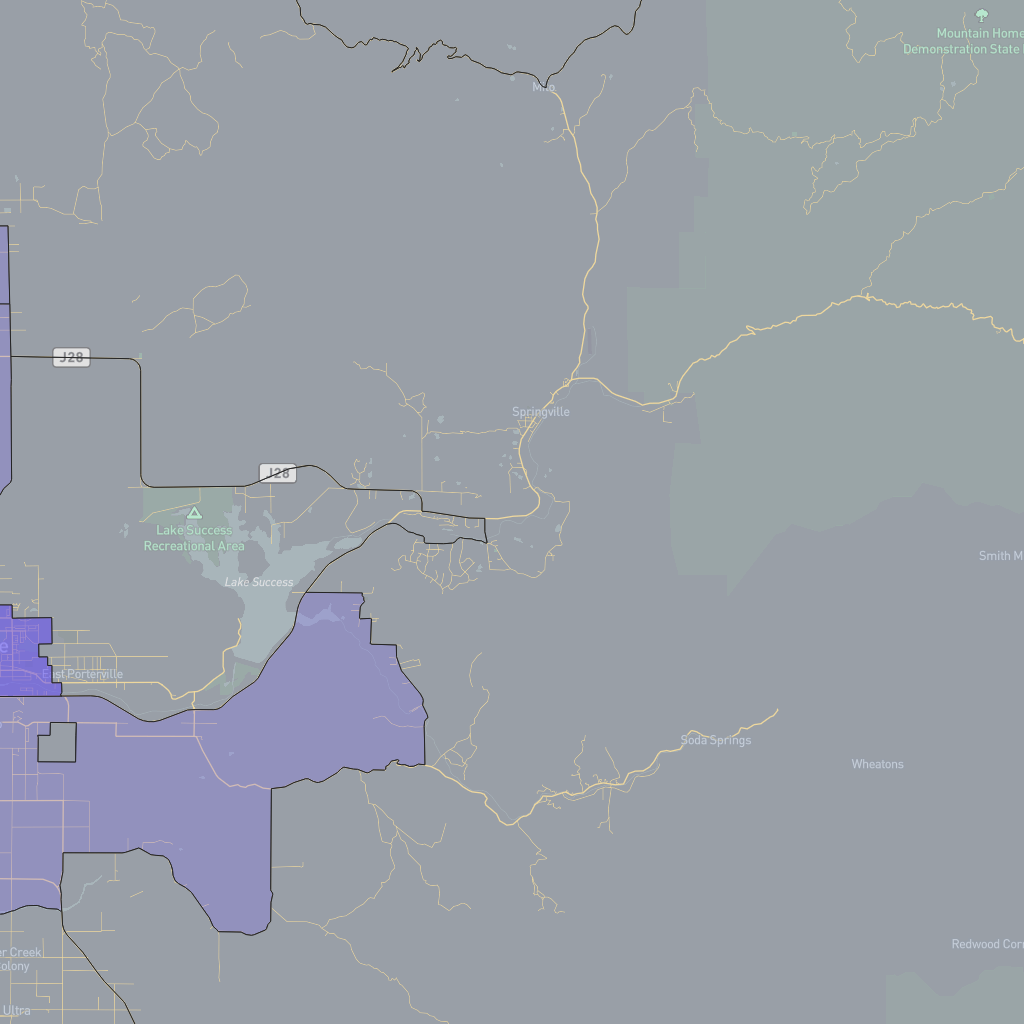 Mountain Home
Demonstration State
Milo
J28
Springville
J28
Lake Success
Recreational Area
Lake Success
Smith M
East Porterville
Soda Springs
Wheatons
Redwood Cor
er Creek
olony
Ultra